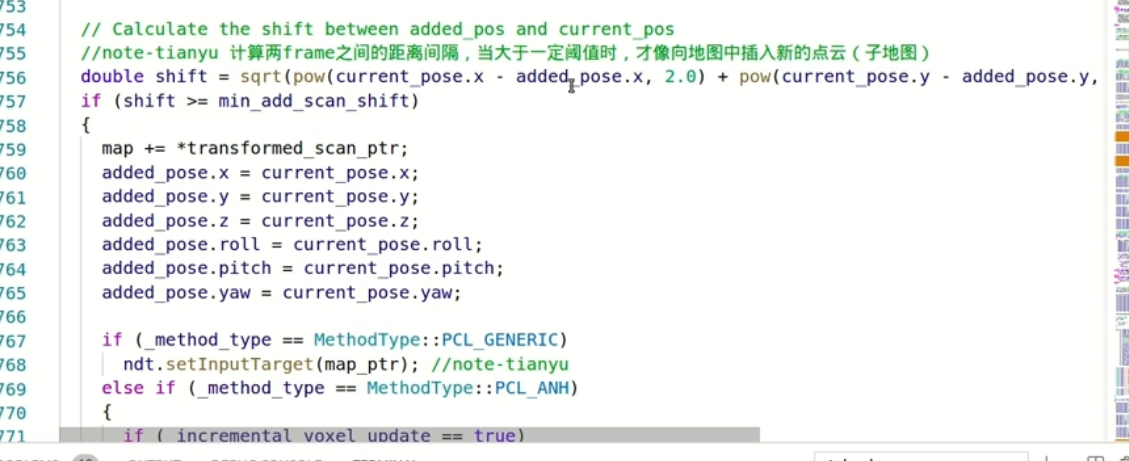 753
754 // Calculate the shift between added_pos and current_pos
755 //note-tianyu 计算两frame之间的距离间隔，当大于一定阈值时，才像向地图中插入新的点云（子地图）
756 double shift = sqrt(pow(current_pose.x - added_pose.x, 2.0) + pow(current_pose.y - added_pose.y,
757 if (shift >= min_add_scan_shift)
758 {
759 map += *transformed_scan_ptr;
760 added_pose.x = current_pose.x;
761 added_pose.y = current_pose.y;
762 added_pose.z = current_pose.z;
763 added_pose.roll = current_pose.roll;
764 added_pose.pitch = current_pose.pitch;
765 added_pose.yaw = current_pose.yaw;
766
767 if (_method_type == MethodType::PCL_GENERIC)
768 ndt.setInputTarget(map_ptr); //note-tianyu
769 else if (_method_type == MethodType::PCL_ANH)
770 {
771 if (_incremental_voxel_update == true)